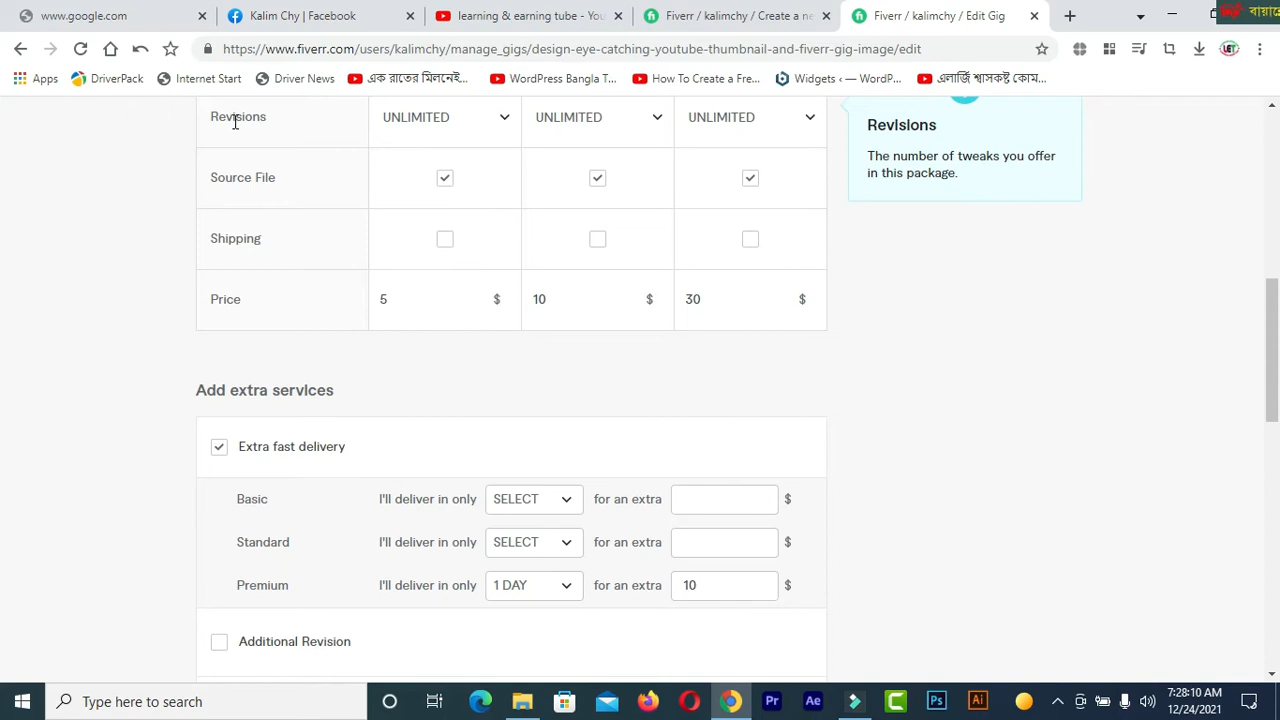 www.google.com
Kalim Chy | Facebook
learning & earning tips - You
Fiverr / kalimchy / Create a
Fiverr / kalimchy / Edit Gig
https://www.fiverr.com/users/kalimchy/manage_gigs/design-eye-catching-youtube-thumbnail-and-fiverr-gig-image/edit
LET
Apps
DriverPack
Internet Start
Driver News
এক রাতের মিলনেই...
WordPress Bangla T...
How To Create a Fre...
Widgets ‹ — WordP...
এলার্জি শ্বাসকষ্ট কোম...
Revisions UNLIMITED UNLIMITED UNLIMITED
Source File
Shipping
Price 5 $ 10 $ 30 $
Revisions
The number of tweaks you offer
in this package.
Add extra services
Extra fast delivery
Basic I'll deliver in only SELECT for an extra $
Standard I'll deliver in only SELECT for an extra $
Premium I'll deliver in only 1 DAY for an extra 10 $
Additional Revision
Type here to search
Pr
Ae
Ps
Ai
7:28:10 AM
12/24/2021